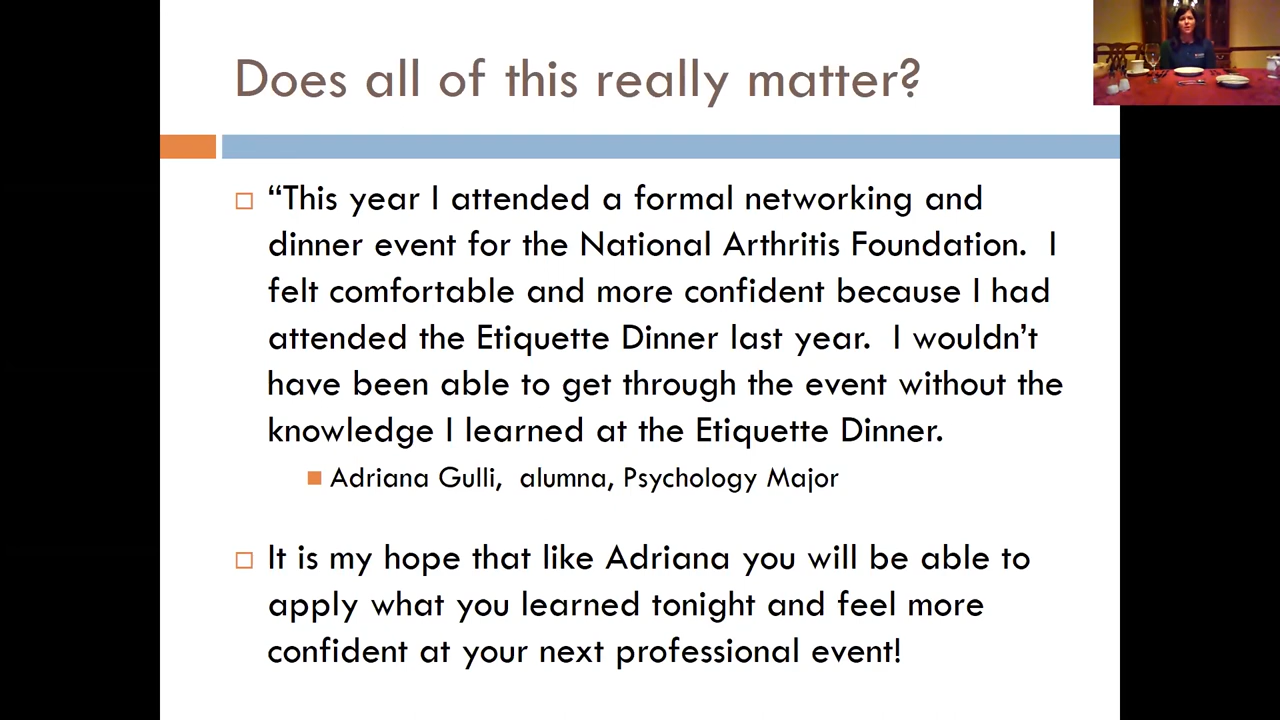 Does all of this really matter?
“This year I attended a formal networking and
dinner event for the National Arthritis Foundation. I
felt comfortable and more confident because I had
attended the Etiquette Dinner last year. I wouldn’t
have been able to get through the event without the
knowledge I learned at the Etiquette Dinner.
Adriana Gulli, alumna, Psychology Major
It is my hope that like Adriana you will be able to
apply what you learned tonight and feel more
confident at your next professional event!